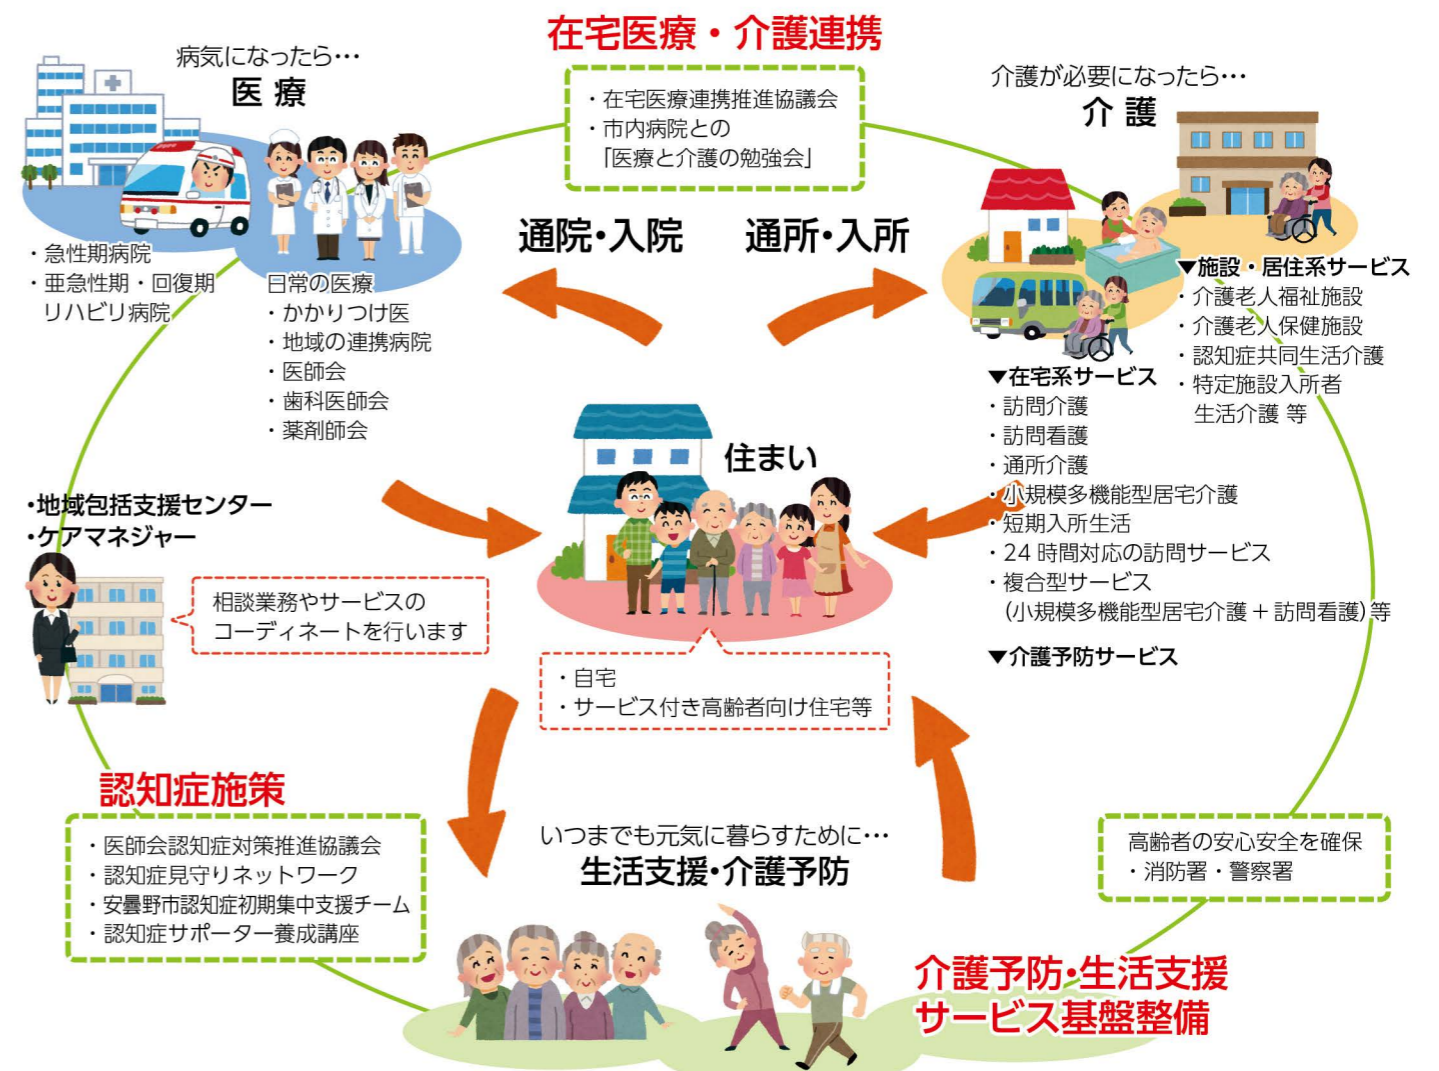 在宅医療・介護連携
・在宅医療連携推進協議会
・市内病院との
「医療と介護の勉強会」
病気になったら…
医 療
・急性期病院
・亜急性期・回復期
リハビリ病院
日常の医療
・かかりつけ医
・地域の連携病院
・医師会
・歯科医師会
・薬剤師会
通院・入院
通所・入所
介護が必要になったら…
介 護
▼施設・居住系サービス
・介護老人福祉施設
・介護老人保健施設
・認知症共同生活介護
・特定施設入所者
生活介護 等
▼在宅系サービス
・訪問介護
・訪問看護
・通所介護
・小規模多機能型居宅介護
・短期入所生活
・24 時間対応の訪問サービス
・複合型サービス
(小規模多機能型居宅介護 + 訪問看護) 等
▼介護予防サービス
住まい
・自宅
・サービス付き高齢者向け住宅等
・地域包括支援センター
・ケアマネジャー
相談業務やサービスの
コーディネートを行います
認知症施策
・医師会認知症対策推進協議会
・認知症見守りネットワーク
・安曇野市認知症初期集中支援チーム
・認知症サポーター養成講座
いつまでも元気に暮らすために…
生活支援・介護予防
高齢者の安心安全を確保
・消防署・警察署
介護予防・生活支援
サービス基盤整備